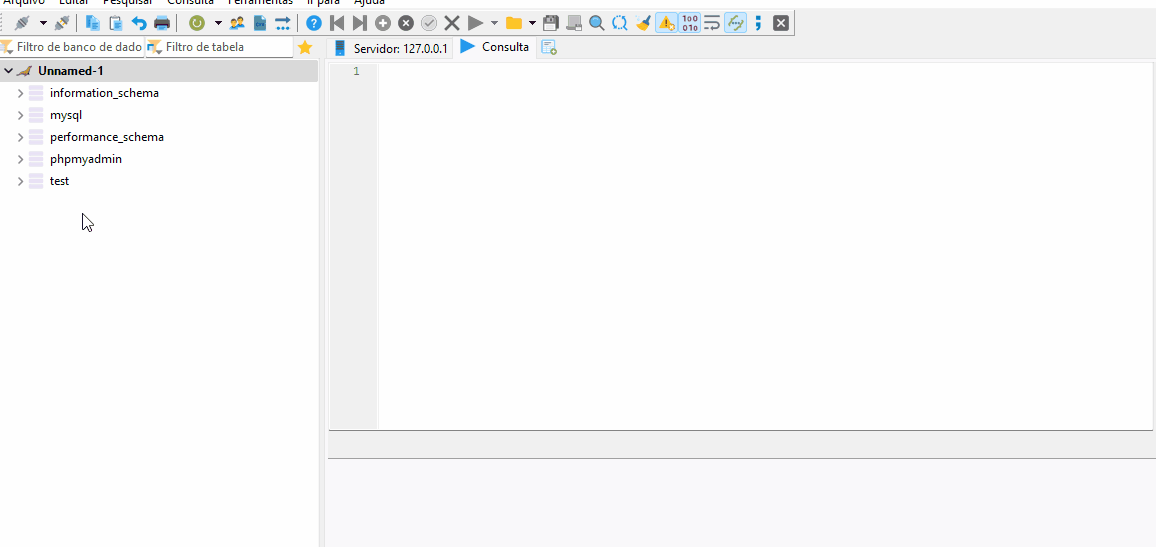 Arquivo Editar Pesquisar Consulta Ferramentas Ir para Ajuda
Filtro de banco de dado Filtro de tabela
Servidor: 127.0.0.1 Consulta
Unnamed-1
1
information_schema
mysql
performance_schema
phpmyadmin
test